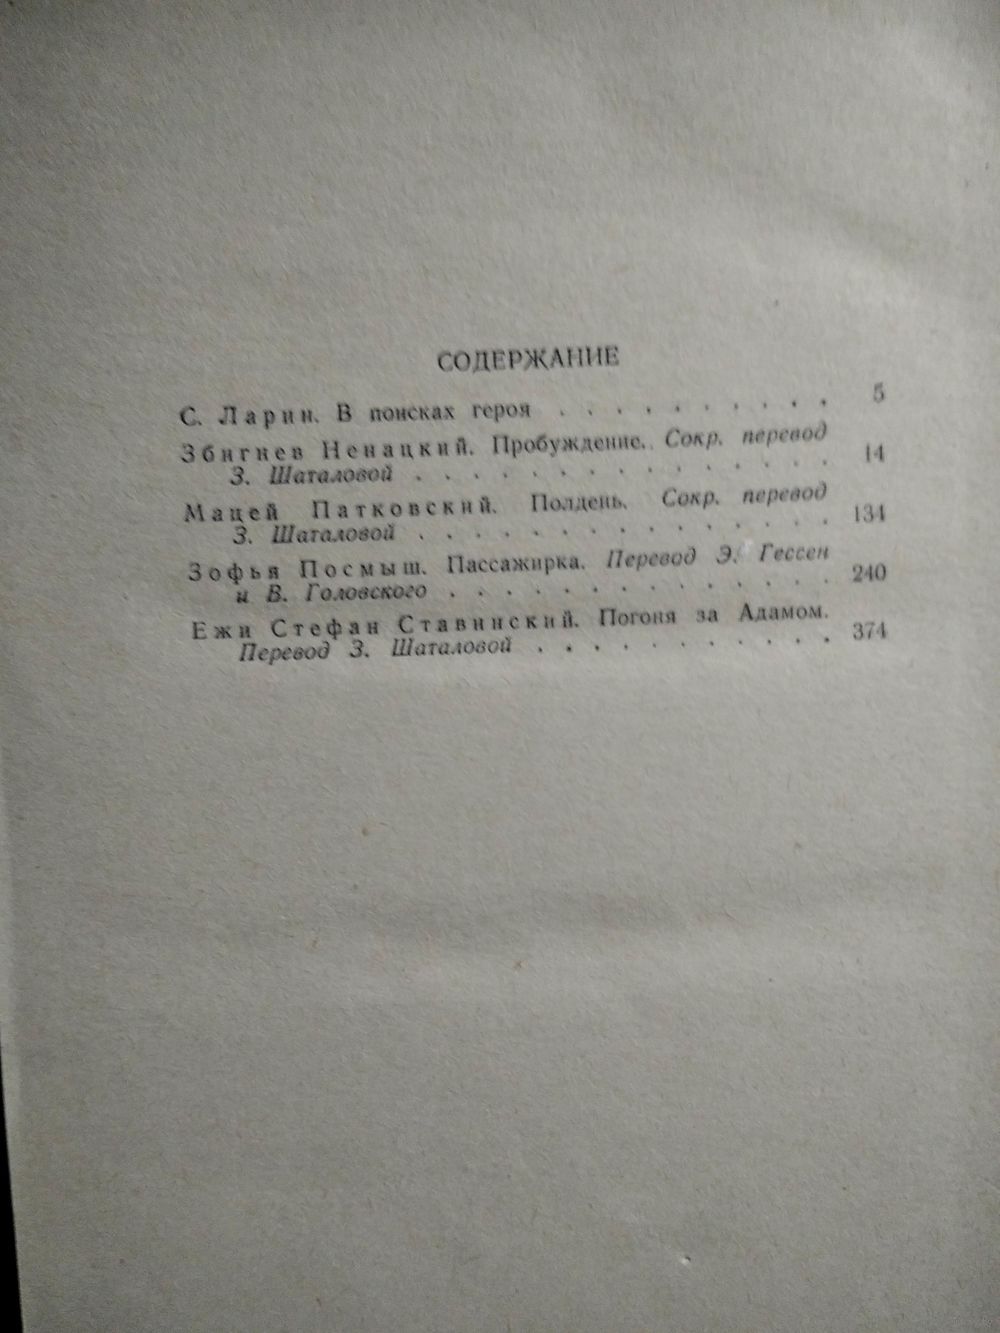 СОДЕРЖАНИЕ
С. Ларин. В поисках героя . . . . . . . . . . 5
Збигнев Ненацкий. Пробуждение. Сокр. перевод
З. Шаталовой . . . . . . . . . . . . . . . 14
Мацей Патковский. Полдень. Сокр. перевод
З. Шаталовой . . . . . . . . . . . . . . . 134
Зофья Посмыш. Пассажирка. Перевод Э. Гессен
и В. Головского . . . . . . . . . . . . . . 240
Ежи Стефан Ставинский. Погоня за Адамом.
Перевод З. Шаталовой . . . . . . . . . . . 374